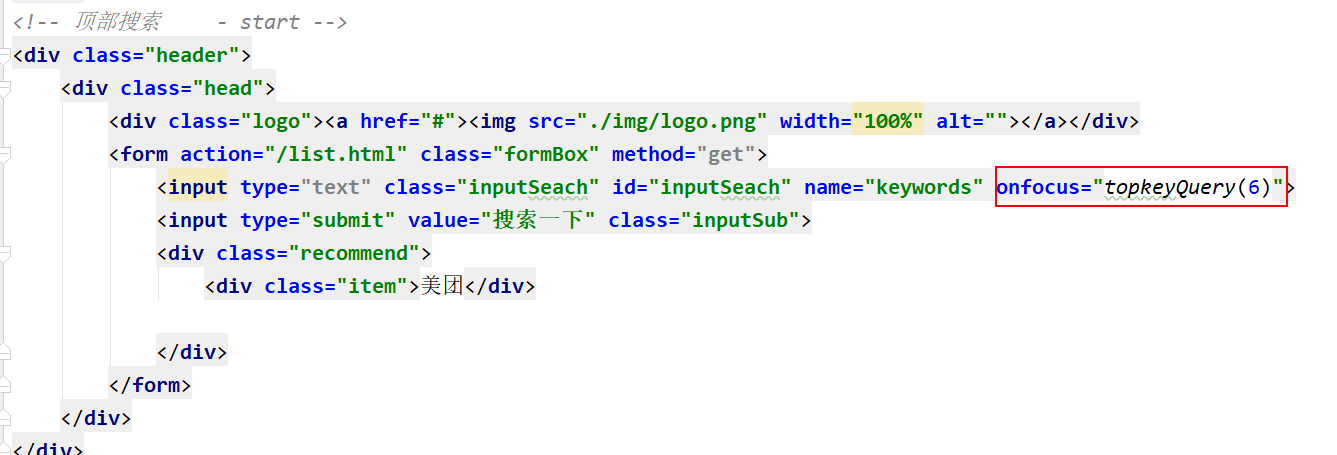 <!-- 顶部搜索    - start -->
<div class="header">
    <div class="head">
        <div class="logo"><a href="#"><img src="./img/logo.png" width="100%" alt=""></a></div>
        <form action="/list.html" class="formBox" method="get">
            <input type="text" class="inputSeach" id="inputSeach" name="keywords" onfocus="topkeyQuery(6)">
            <input type="submit" value="搜索一下" class="inputSub">
            <div class="recommend">
                <div class="item">美团</div>
            </div>
        </form>
    </div>
</div>